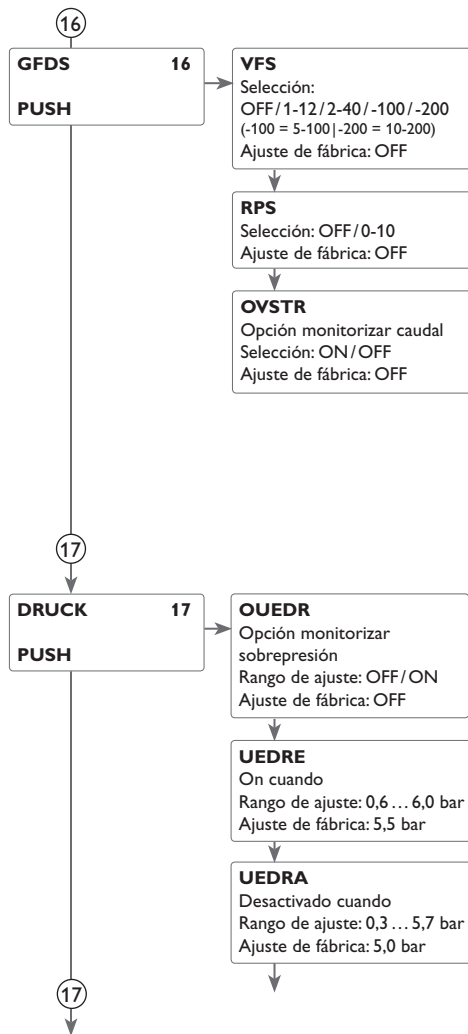 16
GFDS 16
PUSH
VFS
Selección:
OFF/1-12/2-40/-100/-200
(-100 = 5-100|-200 = 10-200)
Ajuste de fábrica: OFF
RPS
Selección: OFF/0-10
Ajuste de fábrica: OFF
OVSTR
Opción monitorizar caudal
Selección: ON/OFF
Ajuste de fábrica: OFF
17
DRUCK 17
PUSH
OUEDR
Opción monitorizar
sobrepresión
Rango de ajuste: OFF/ON
Ajuste de fábrica: OFF
UEDRE
On cuando
Rango de ajuste: 0,6 … 6,0 bar
Ajuste de fábrica: 5,5 bar
UEDRA
Desactivado cuando
Rango de ajuste: 0,3 … 5,7 bar
Ajuste de fábrica: 5,0 bar
17